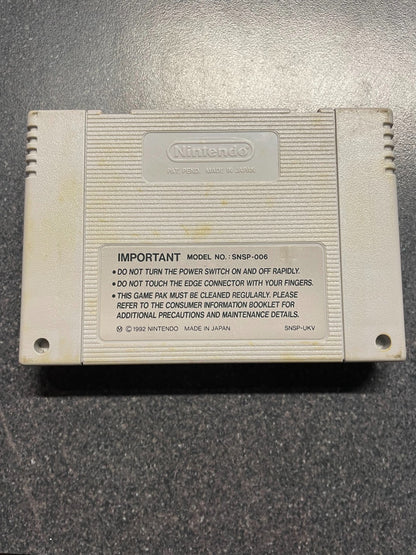 Nintendo
PAT. PEND. MADE IN JAPAN
IMPORTANT MODEL NO.: SNSP-006
• DO NOT TURN THE POWER SWITCH ON AND OFF RAPIDLY.
• DO NOT TOUCH THE EDGE CONNECTOR WITH YOUR FINGERS.
• THIS GAME PAK MUST BE CLEANED REGULARLY. PLEASE
REFER TO THE CONSUMER INFORMATION BOOKLET FOR
ADDITIONAL PRECAUTIONS AND MAINTENANCE DETAILS.
Ⓜ © 1992 NINTENDO MADE IN JAPAN SNSP-UKV